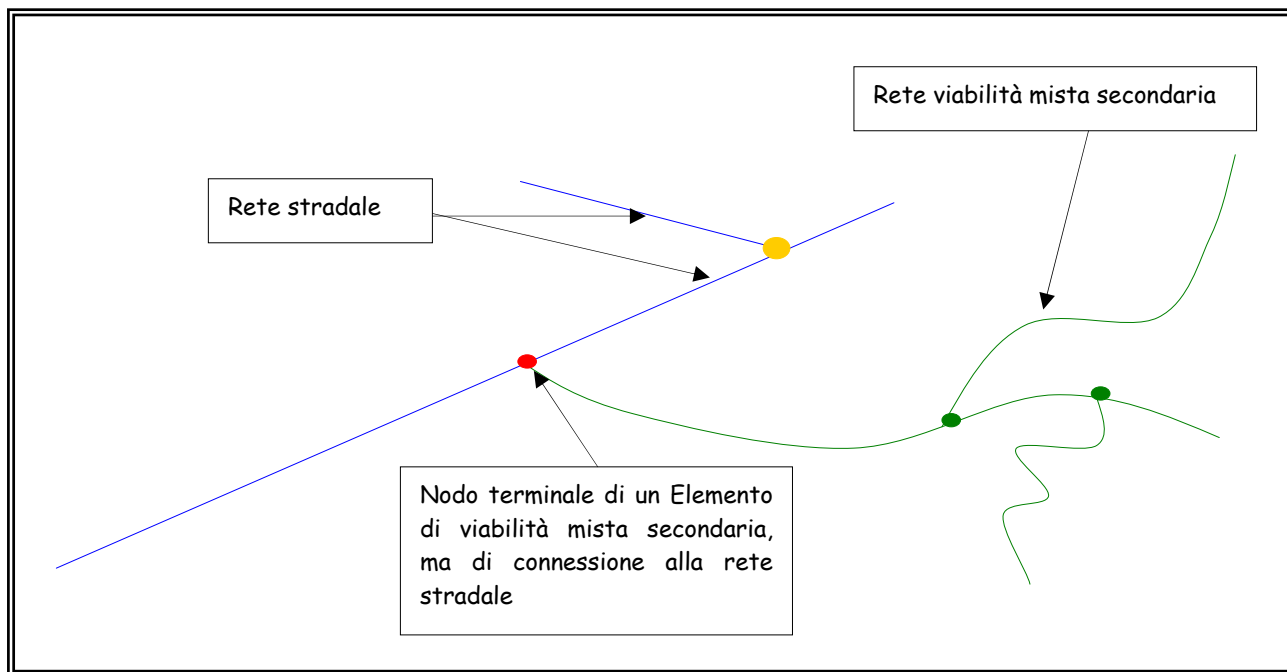 Rete viabilità mista secondaria
Rete stradale
Nodo terminale di un Elemento
di viabilità mista secondaria,
ma di connessione alla rete
stradale